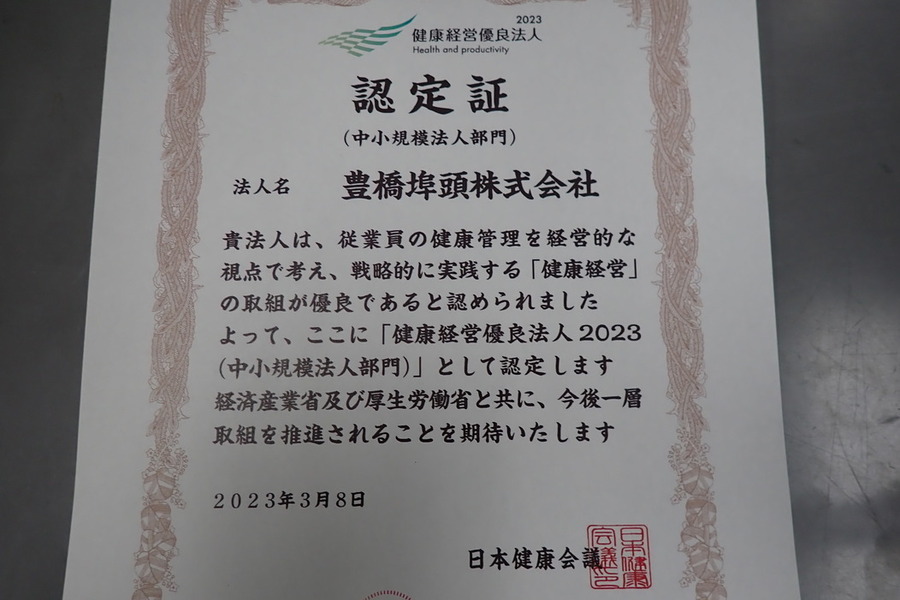 2023
健康経営優良法人
Health and productivity
認定証
(中小規模法人部門)
法人名 豊橋埠頭株式会社
貴法人は、従業員の健康管理を経営的な
視点で考え、戦略的に実践する「健康経営」
の取組が優良であると認められました
よって、ここに「健康経営優良法人2023
(中小規模法人部門)」として認定します
経済産業省及び厚生労働省と共に、今後一層
取組を推進されることを期待いたします
2023年3月8日
日本健康会議
日本健康
会議印